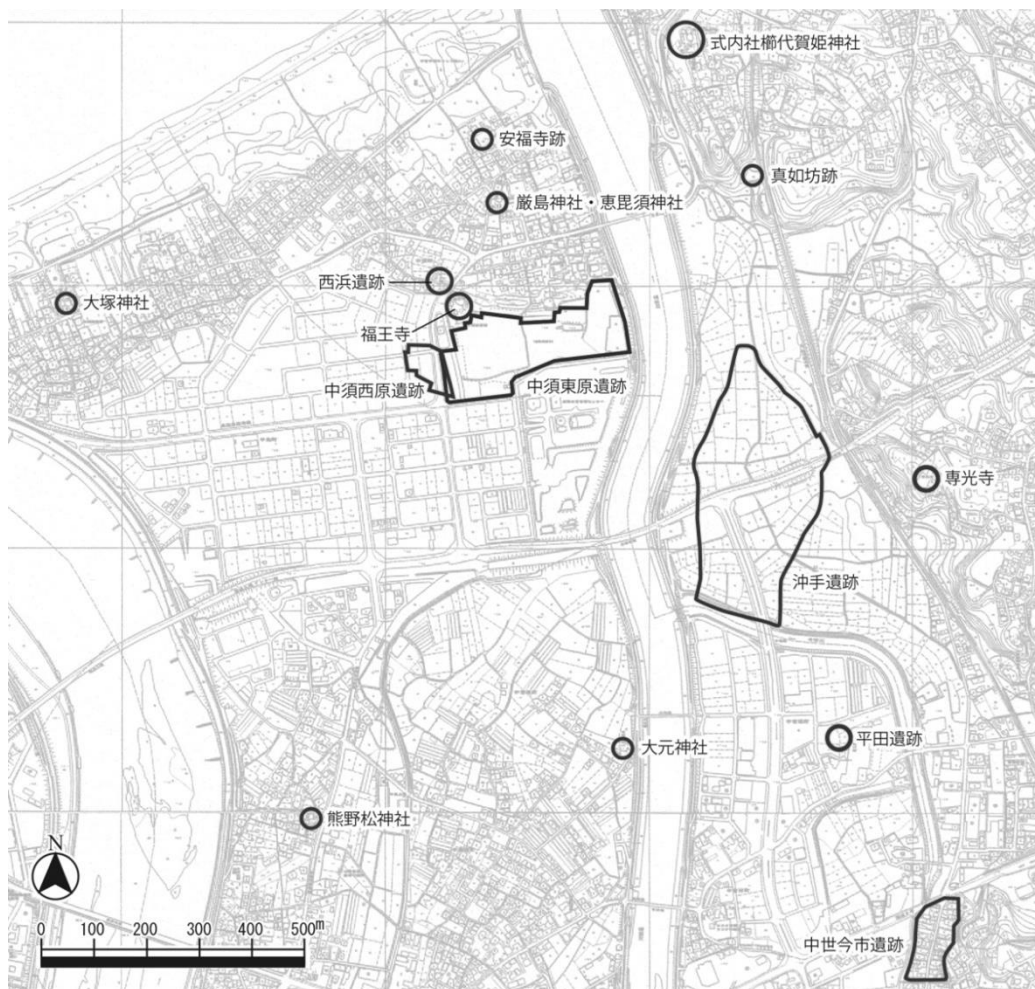 式内社櫛代賀姫神社
安福寺跡
真如坊跡
厳島神社・恵毘須神社
西浜遺跡
大塚神社
福王寺
中須西原遺跡
中須東原遺跡
専光寺
沖手遺跡
平田遺跡
大元神社
熊野松神社
N
0 100 200 300 400 500m
中世今市遺跡